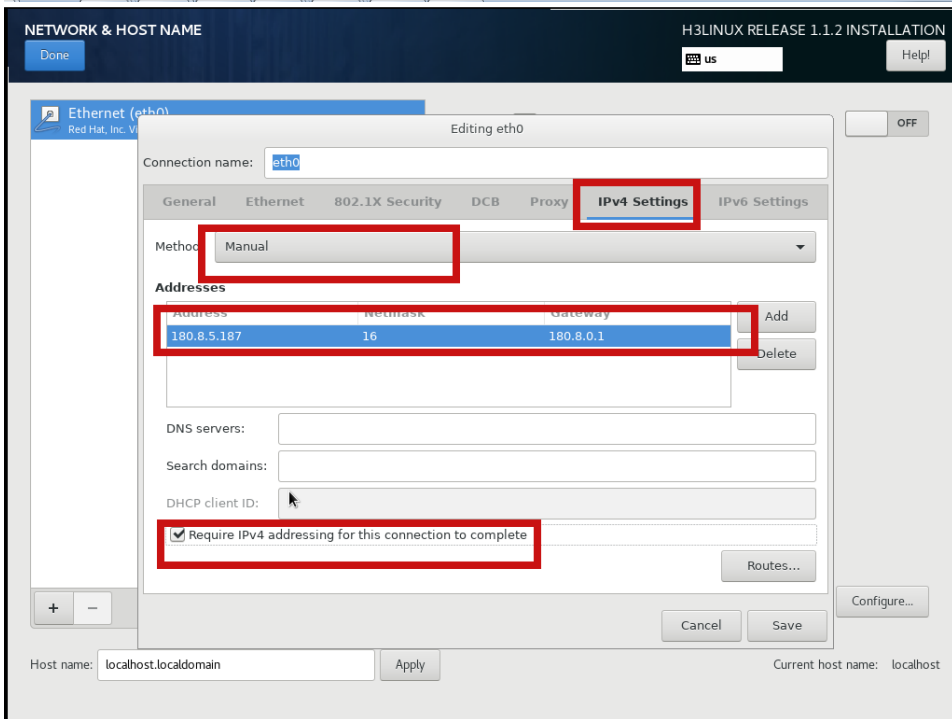 NETWORK & HOST NAME
H3LINUX RELEASE 1.1.2 INSTALLATION
Done
us
Help!
Ethernet (eth0)
Red Hat, Inc. Vi
OFF
Editing eth0
Connection name: eth0
General Ethernet 802.1X Security DCB Proxy IPv4 Settings IPv6 Settings
Method Manual
Addresses
Address Netmask Gateway
Add
180.8.5.187 16 180.8.0.1
Delete
DNS servers:
Search domains:
DHCP client ID:
Require IPv4 addressing for this connection to complete
Routes...
+ − Configure...
Cancel Save
Host name: localhost.localdomain Apply Current host name: localhost